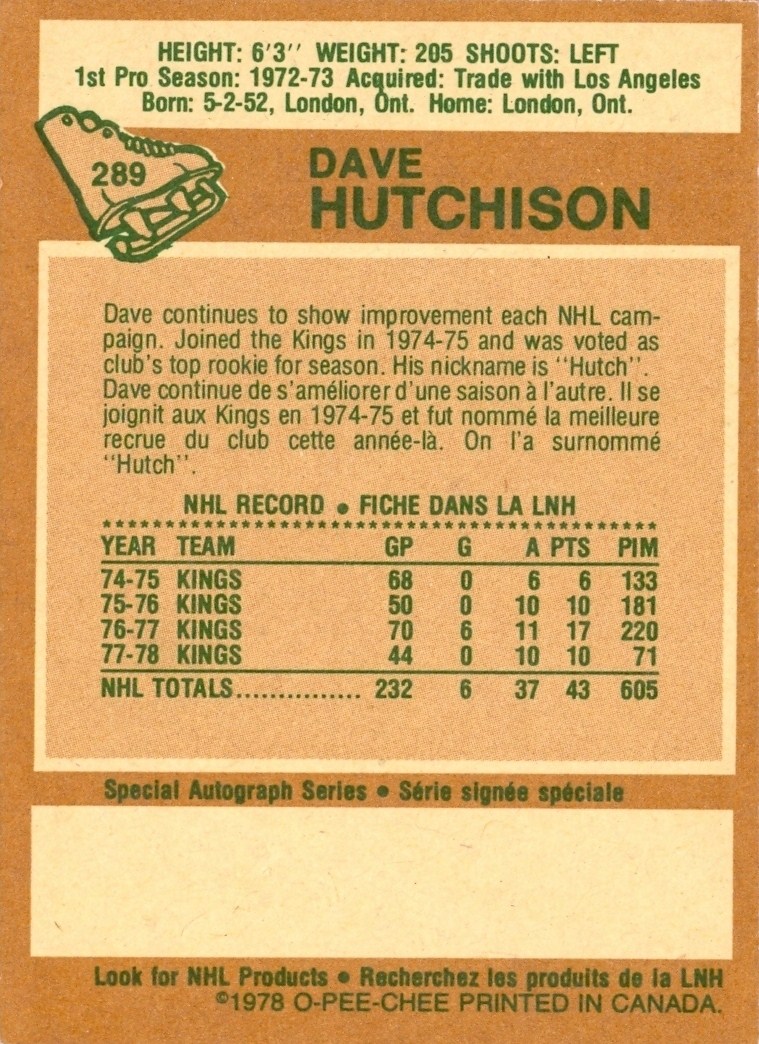 HEIGHT: 6'3'' WEIGHT: 205 SHOOTS: LEFT
1st Pro Season: 1972-73 Acquired: Trade with Los Angeles
Born: 5-2-52, London, Ont. Home: London, Ont.
289
DAVE
HUTCHISON
Dave continues to show improvement each NHL cam-
paign. Joined the Kings in 1974-75 and was voted as
club's top rookie for season. His nickname is ''Hutch''.
Dave continue de s'améliorer d'une saison à l'autre. Il se
joignit aux Kings en 1974-75 et fut nommé la meilleure
recrue du club cette année-là. On l'a surnommé
''Hutch''.
NHL RECORD • FICHE DANS LA LNH
YEAR TEAM GP G A PTS PIM
74-75 KINGS 68 0 6 6 133
75-76 KINGS 50 0 10 10 181
76-77 KINGS 70 6 11 17 220
77-78 KINGS 44 0 10 10 71
NHL TOTALS............... 232 6 37 43 605
Special Autograph Series • Série signée spéciale
Look for NHL Products • Recherchez les produits de la LNH
©1978 O-PEE-CHEE PRINTED IN CANADA.